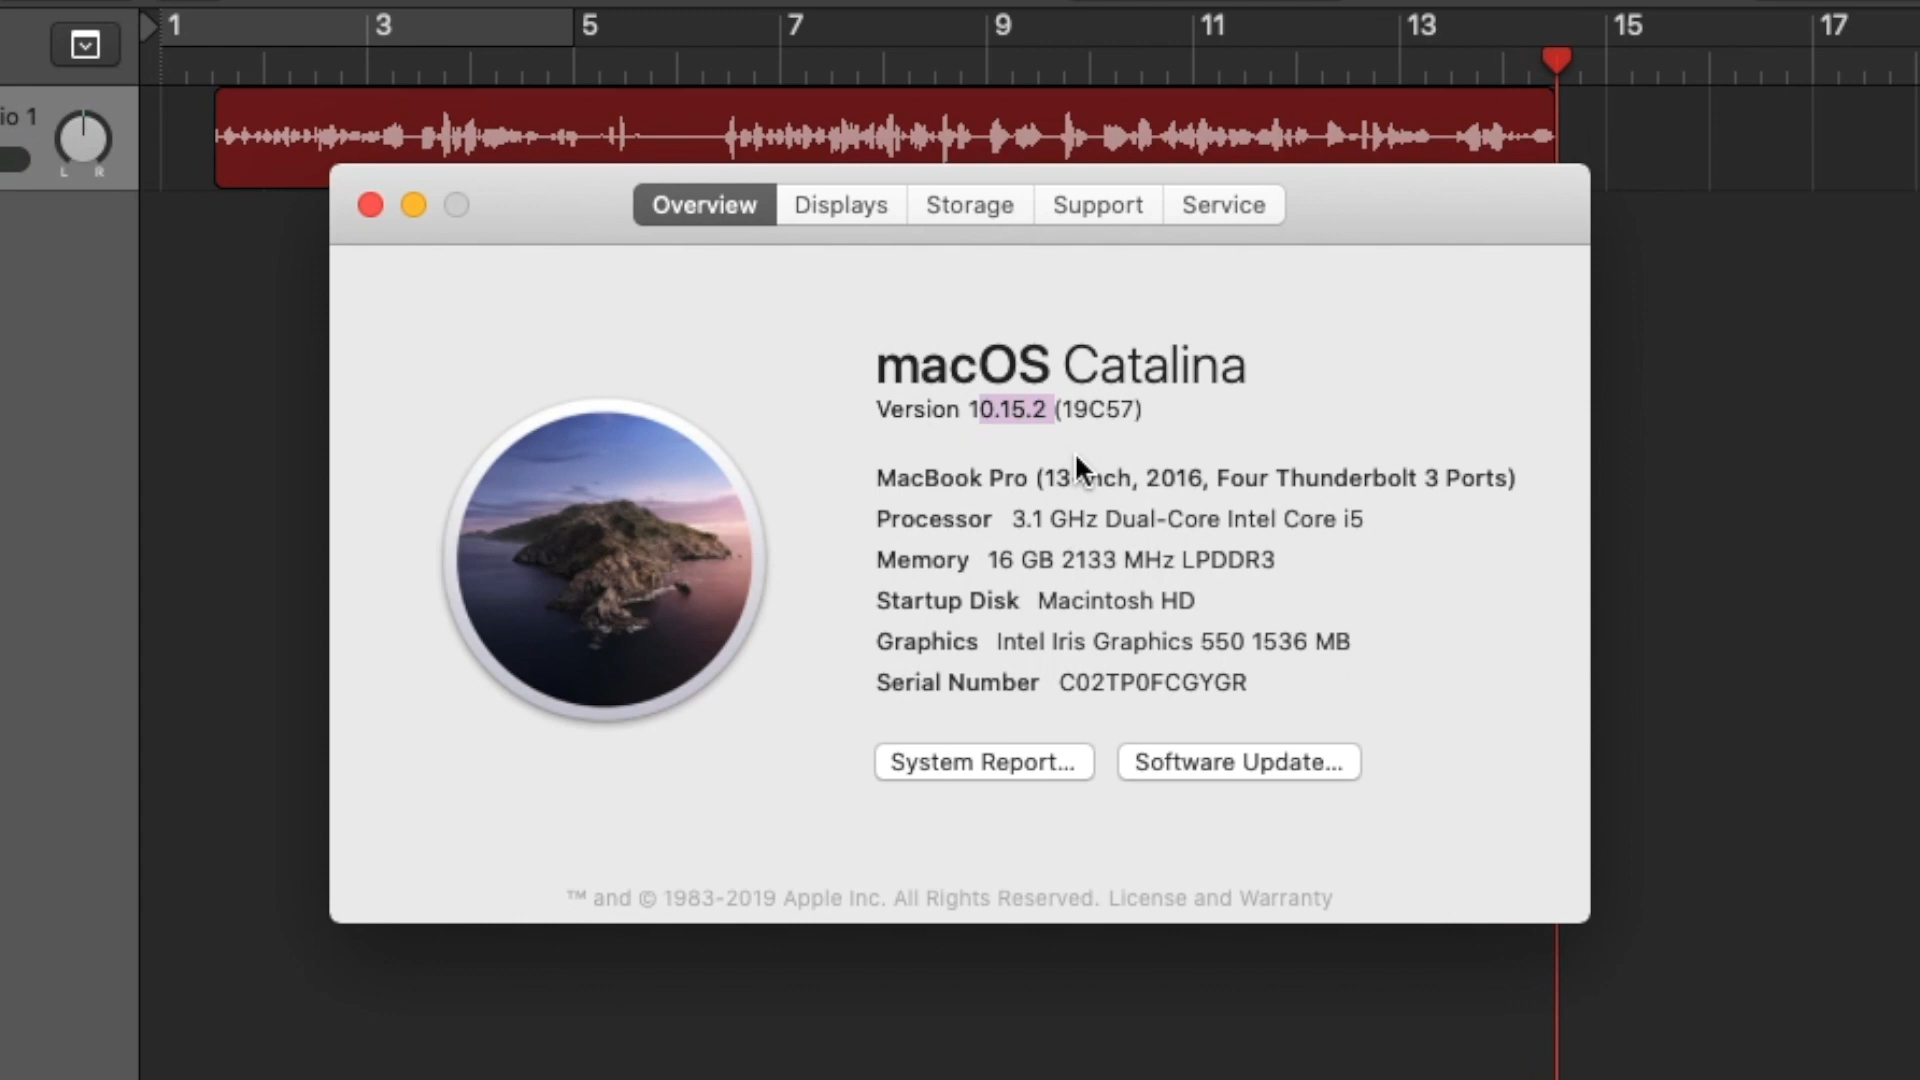 1 3 5 7 9 11 13 15 17
io 1
L R
Overview Displays Storage Support Service
macOS Catalina
Version 10.15.2 (19C57)
MacBook Pro (13-inch, 2016, Four Thunderbolt 3 Ports)
Processor 3.1 GHz Dual-Core Intel Core i5
Memory 16 GB 2133 MHz LPDDR3
Startup Disk Macintosh HD
Graphics Intel Iris Graphics 550 1536 MB
Serial Number C02TP0FCGYGR
System Report... Software Update...
™ and © 1983-2019 Apple Inc. All Rights Reserved. License and Warranty